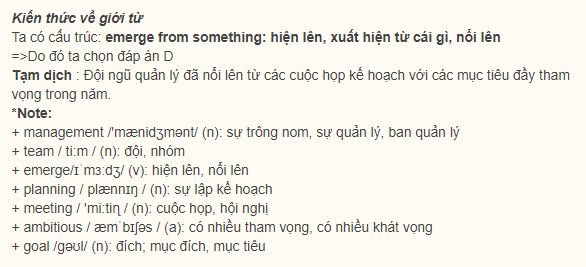 Kiến thức về giới từ
Ta có cấu trúc: emerge from something: hiện lên, xuất hiện từ cái gì, nổi lên
=>Do đó ta chọn đáp án D
Tạm dịch : Đội ngũ quản lý đã nổi lên từ các cuộc họp kế hoạch với các mục tiêu đầy tham
vọng trong năm.
*Note:
+ management /'mænidʒmənt/ (n): sự trông nom, sự quản lý, ban quản lý
+ team / ti:m / (n): đội, nhóm
+ emerge/ɪˈmɜːdʒ/ (v): hiện lên, nổi lên
+ planning / plænnɪŋ / (n): sự lập kế hoạch
+ meeting / 'mi:tiɳ / (n): cuộc họp, hội nghị
+ ambitious / æmˈbɪʃəs / (a): có nhiều tham vọng, có nhiều khát vọng
+ goal /gəʊl/ (n): đích; mục đích, mục tiêu